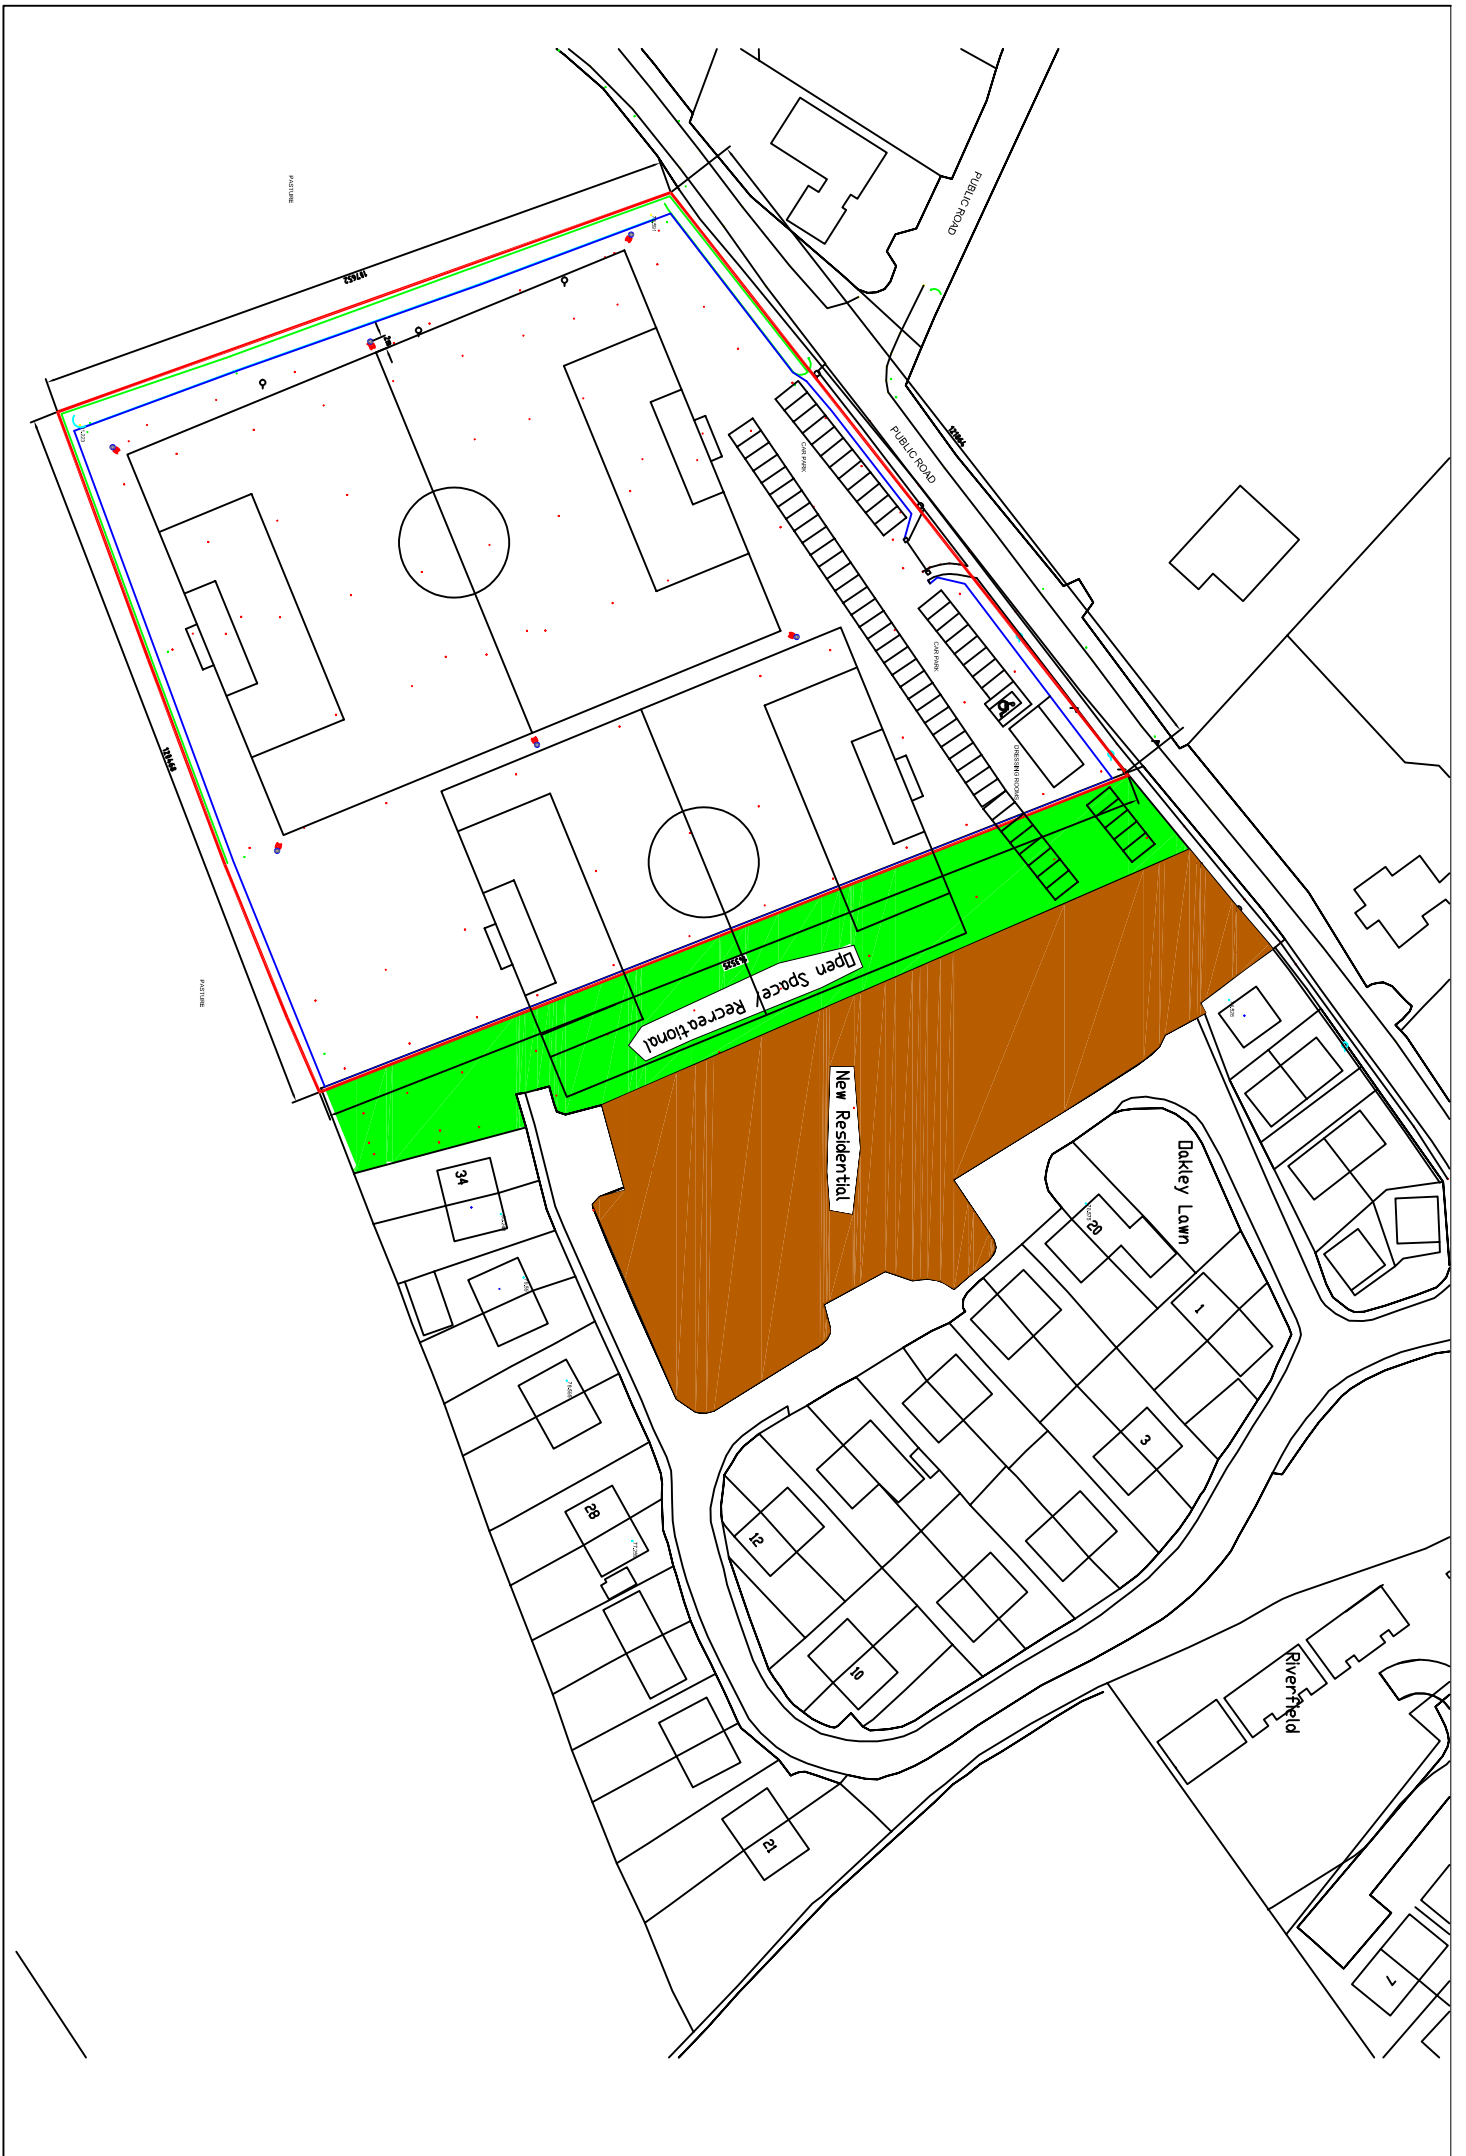 PUBLIC ROAD
PASTURE
PUBLIC ROAD
CAR PARK
CAR PARK
DRESSING ROOMS
PASTURE
Open Space/ Recreational
New Residential
Oakley Lawn
34
20
1
3
28
12
10
21
Riverfield
7